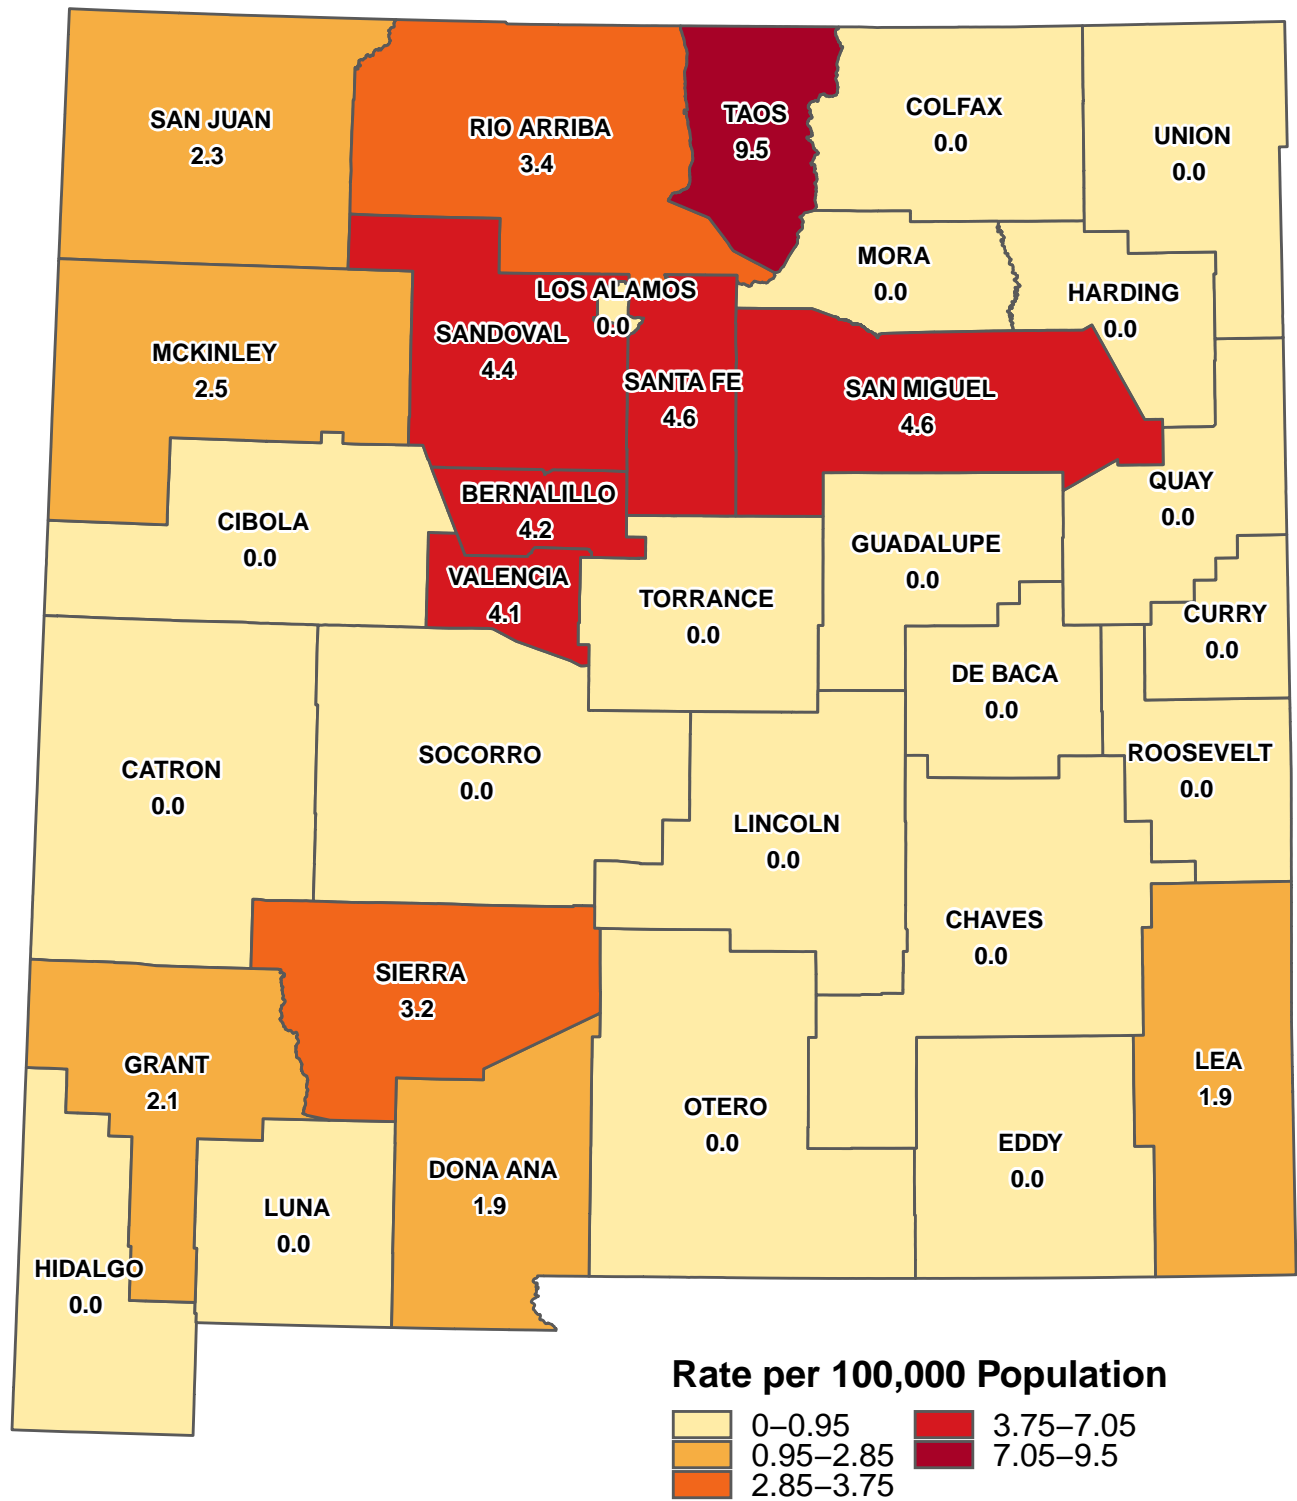 SAN JUAN
2.3
RIO ARRIBA
3.4
TAOS
9.5
COLFAX
0.0
UNION
0.0
MORA
0.0
HARDING
0.0
LOS ALAMOS
0.0
SANDOVAL
4.4
MCKINLEY
2.5
SANTA FE
4.6
SAN MIGUEL
4.6
QUAY
0.0
BERNALILLO
4.2
CIBOLA
0.0
GUADALUPE
0.0
VALENCIA
4.1
TORRANCE
0.0
CURRY
0.0
DE BACA
0.0
ROOSEVELT
0.0
CATRON
0.0
SOCORRO
0.0
LINCOLN
0.0
CHAVES
0.0
SIERRA
3.2
GRANT
2.1
LEA
1.9
OTERO
0.0
EDDY
0.0
DONA ANA
1.9
LUNA
0.0
HIDALGO
0.0
Rate per 100,000 Population
0−0.95
0.95−2.85
2.85−3.75
3.75−7.05
7.05−9.5